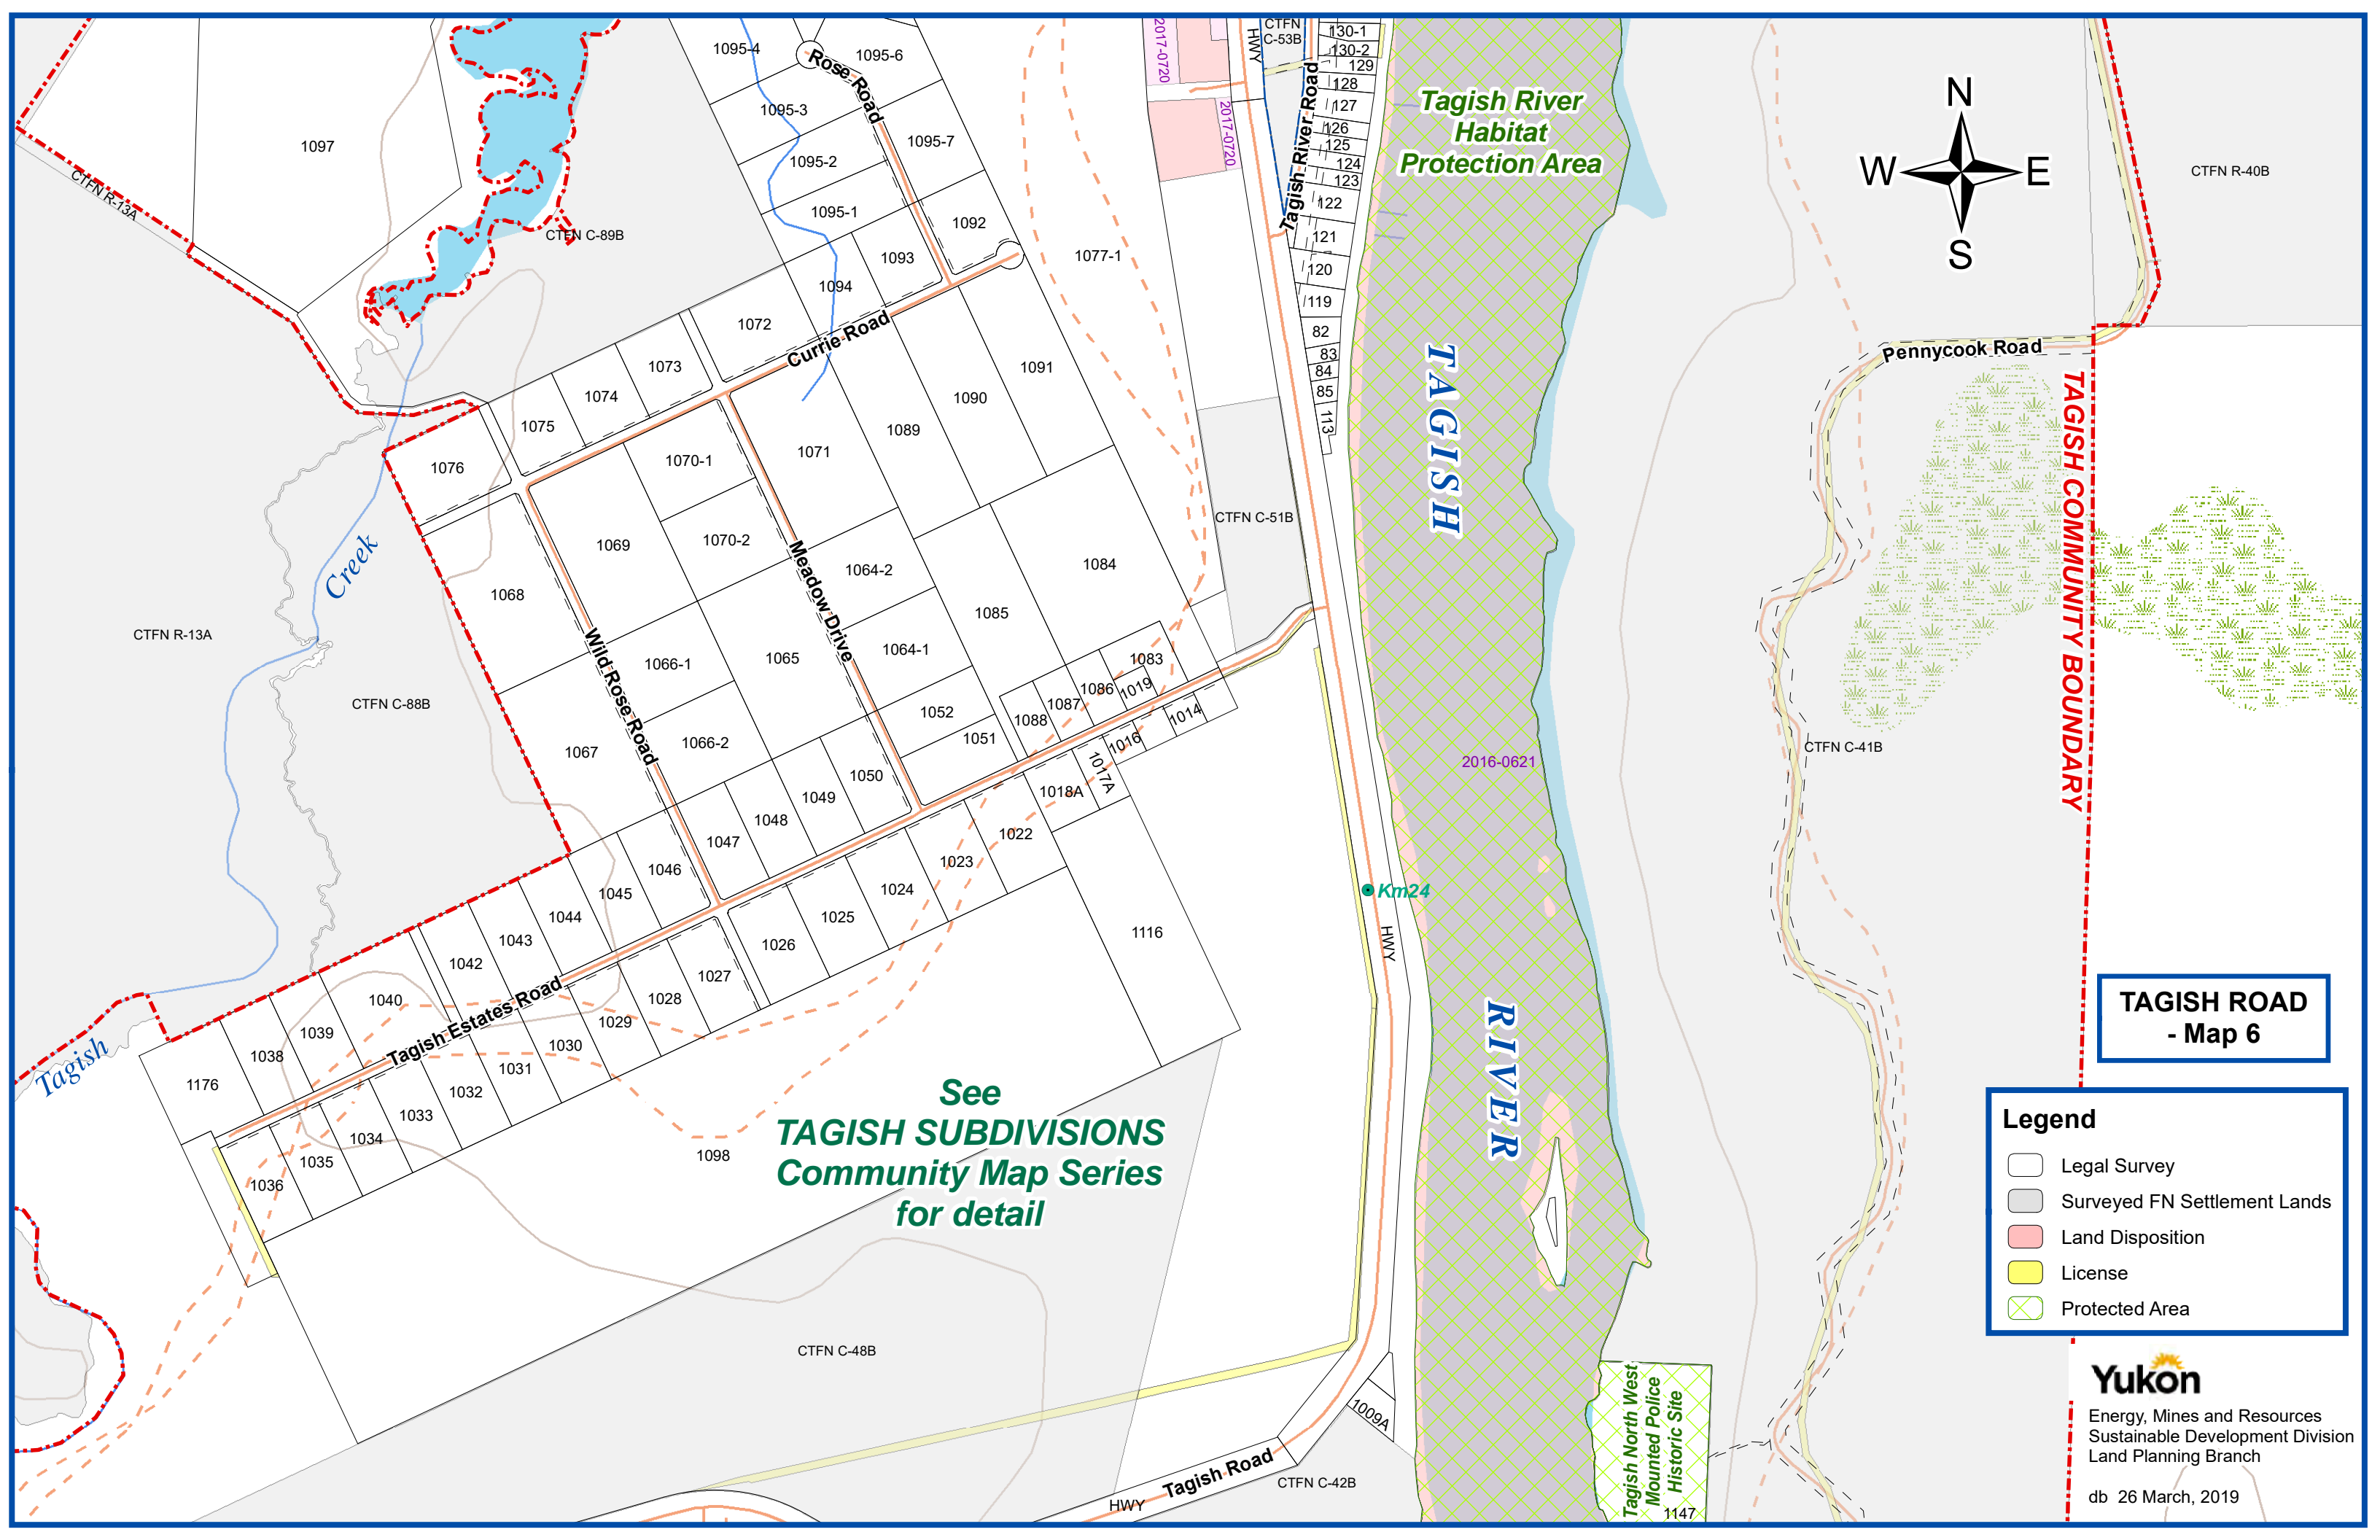 1095-4
1095-6
Rose Road
1095-3
1095-7
1095-2
1095-1
1092
1093
1094
1097
CTFN R-13A
CTFN C-89B
1077-1
2017-0720
2017-0720
HWY
CTFN
C-53B
Tagish River Road
130-1
130-2
129
128
127
126
125
124
123
122
121
120
119
82
83
84
85
113
Tagish River
Habitat
Protection Area
N
W
E
S
CTFN R-40B
Pennycook Road
TAGISH COMMUNITY BOUNDARY
TAGISH
RIVER
1072
1073
1074
1075
1076
Currie Road
1091
1090
1089
1071
1070-1
1070-2
1069
1068
Creek
CTFN R-13A
CTFN C-88B
CTFN C-51B
1084
1085
1064-2
1064-1
Meadow Drive
1065
1066-1
1066-2
Wild Rose Road
1067
1052
1051
1088
1087
1086
1083
1019
1014
1016
1017A
1018A
1050
1049
1048
1047
1046
1045
1044
1043
1042
1040
1039
1038
1176
Tagish Estates Road
1022
1023
1024
1025
1026
1027
1028
1029
1030
1031
1032
1033
1034
1035
1036
1116
1098
Tagish
2016-0621
CTFN C-41B
Km24
HWY
See
TAGISH SUBDIVISIONS
Community Map Series
for detail
CTFN C-48B
1009A
Tagish Road
HWY
CTFN C-42B
Tagish North West
Mounted Police
Historic Site
1147
TAGISH ROAD
- Map 6
Legend
Legal Survey
Surveyed FN Settlement Lands
Land Disposition
License
Protected Area
Yukon
Energy, Mines and Resources
Sustainable Development Division
Land Planning Branch
db 26 March, 2019